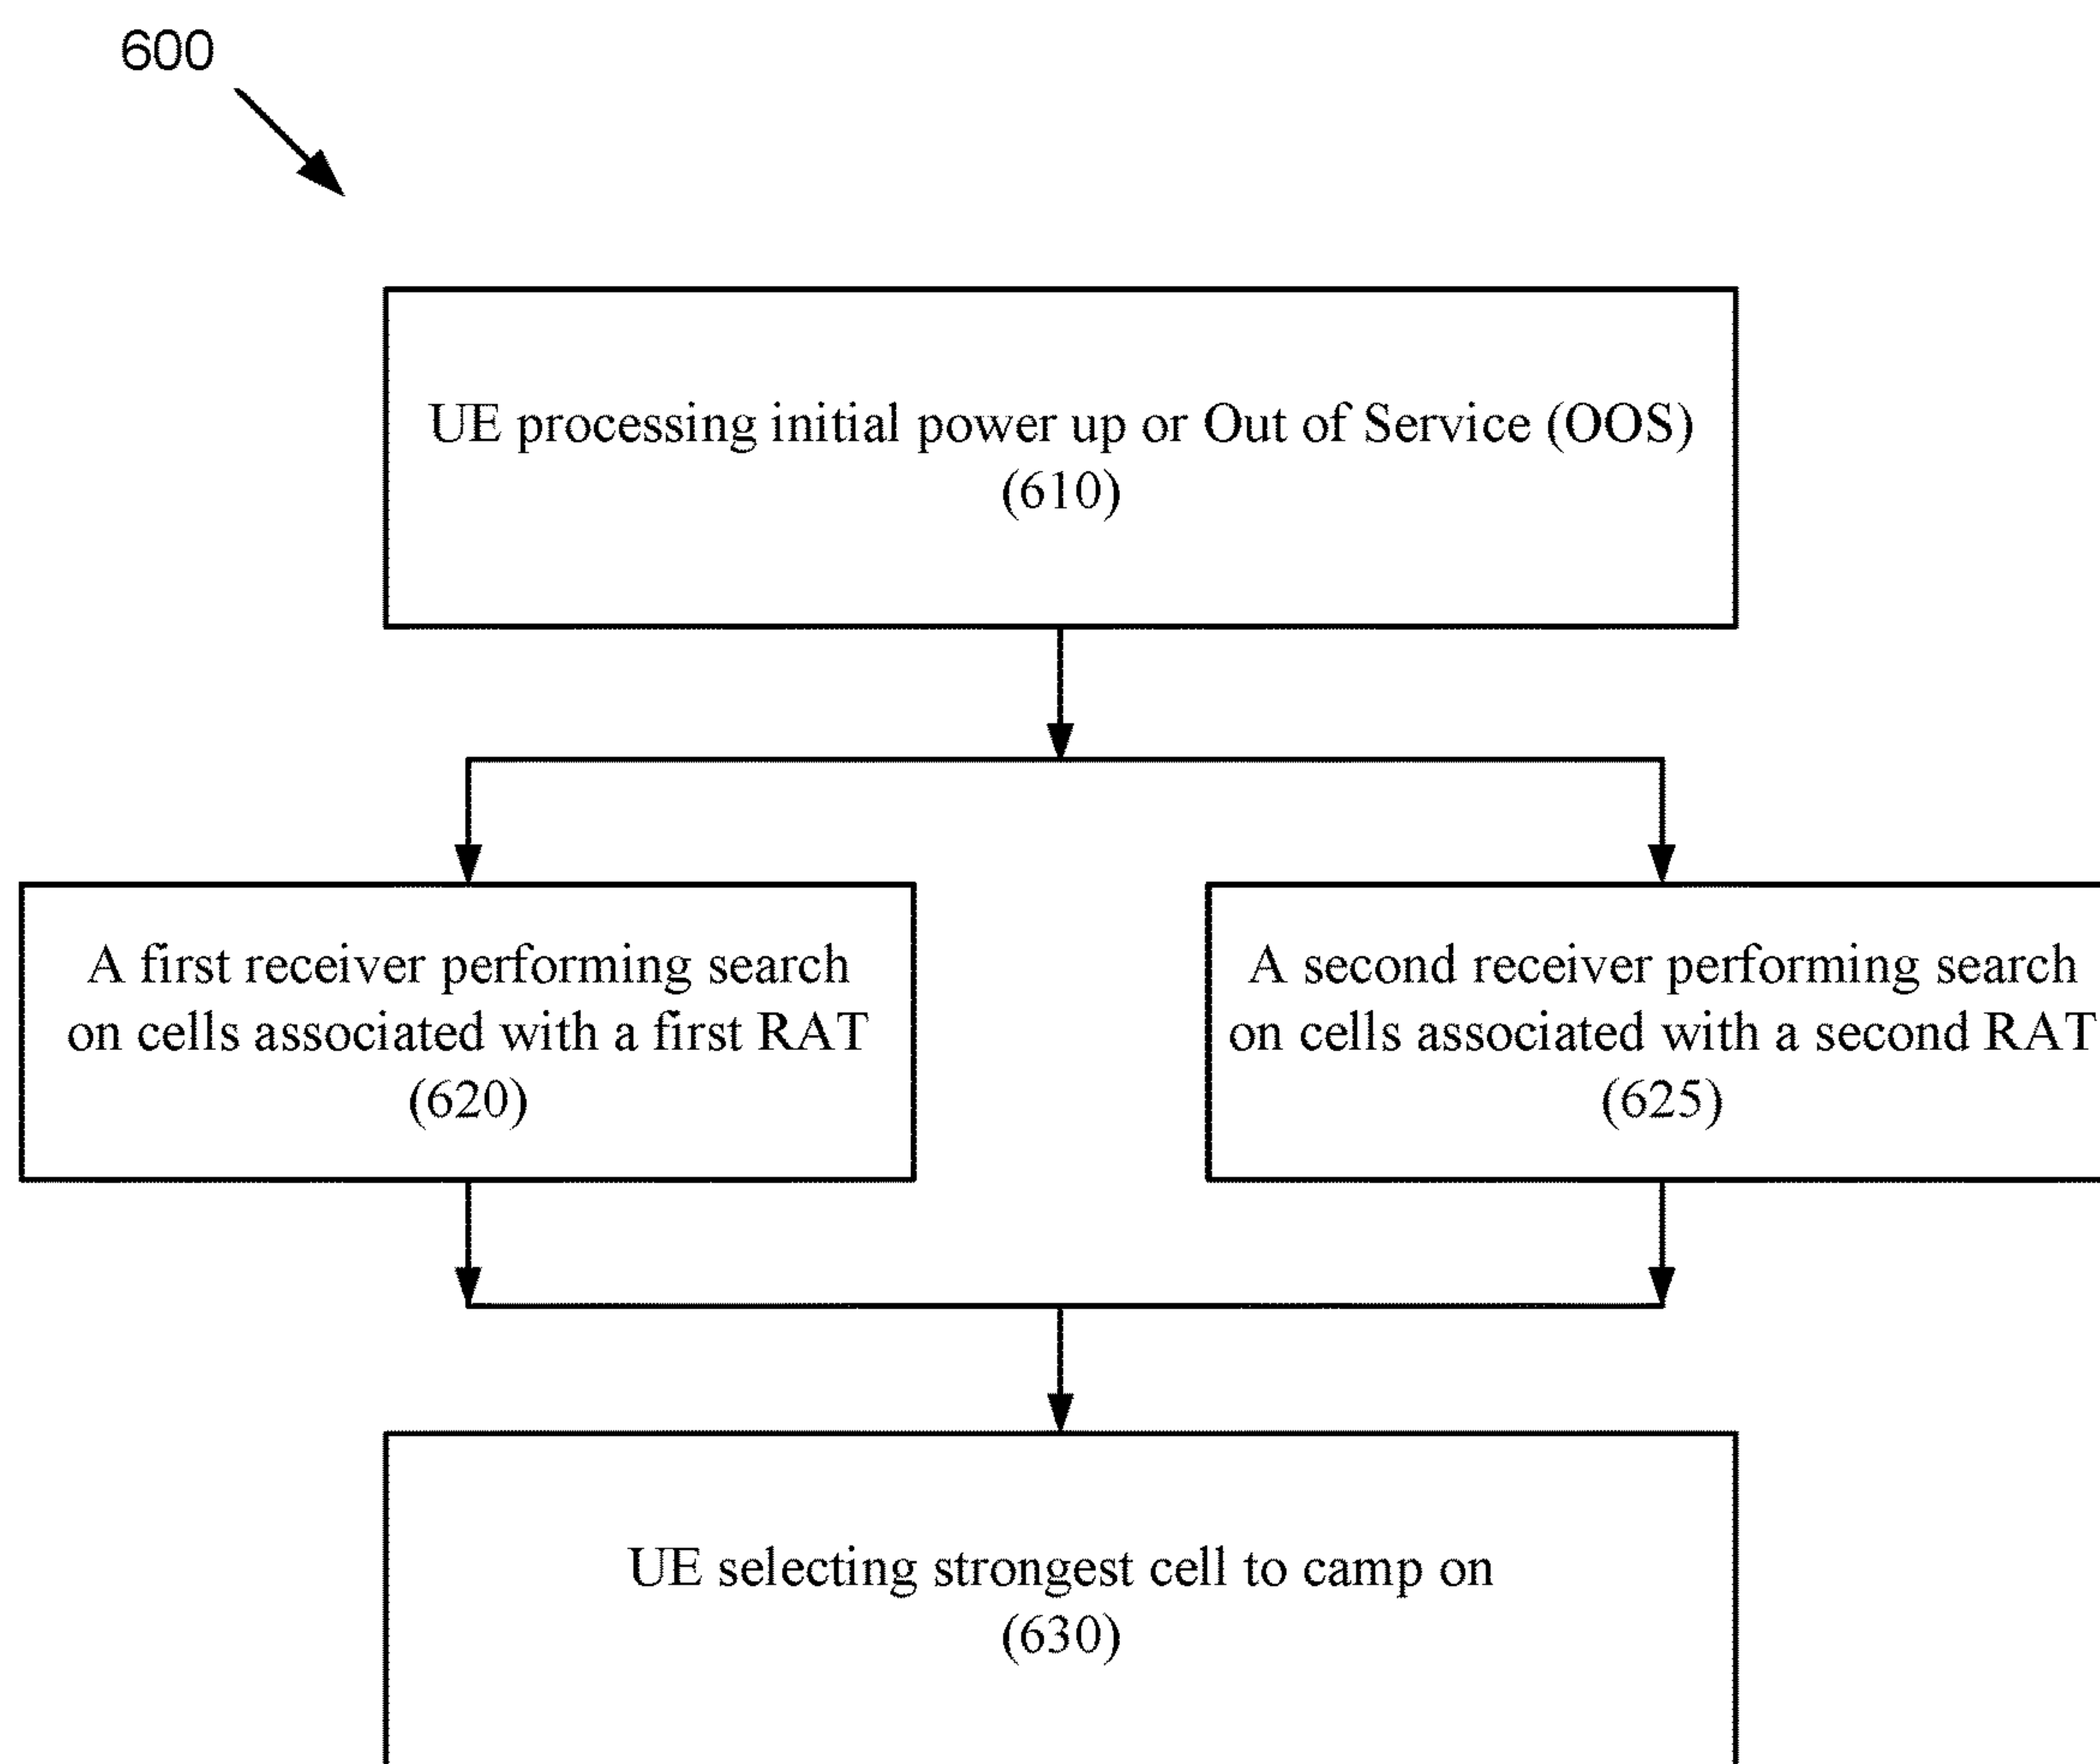 600
UE processing initial power up or Out of Service (OOS)
(610)
A first receiver performing search
on cells associated with a first RAT
(620)
A second receiver performing search
on cells associated with a second RAT
(625)
UE selecting strongest cell to camp on
(630)